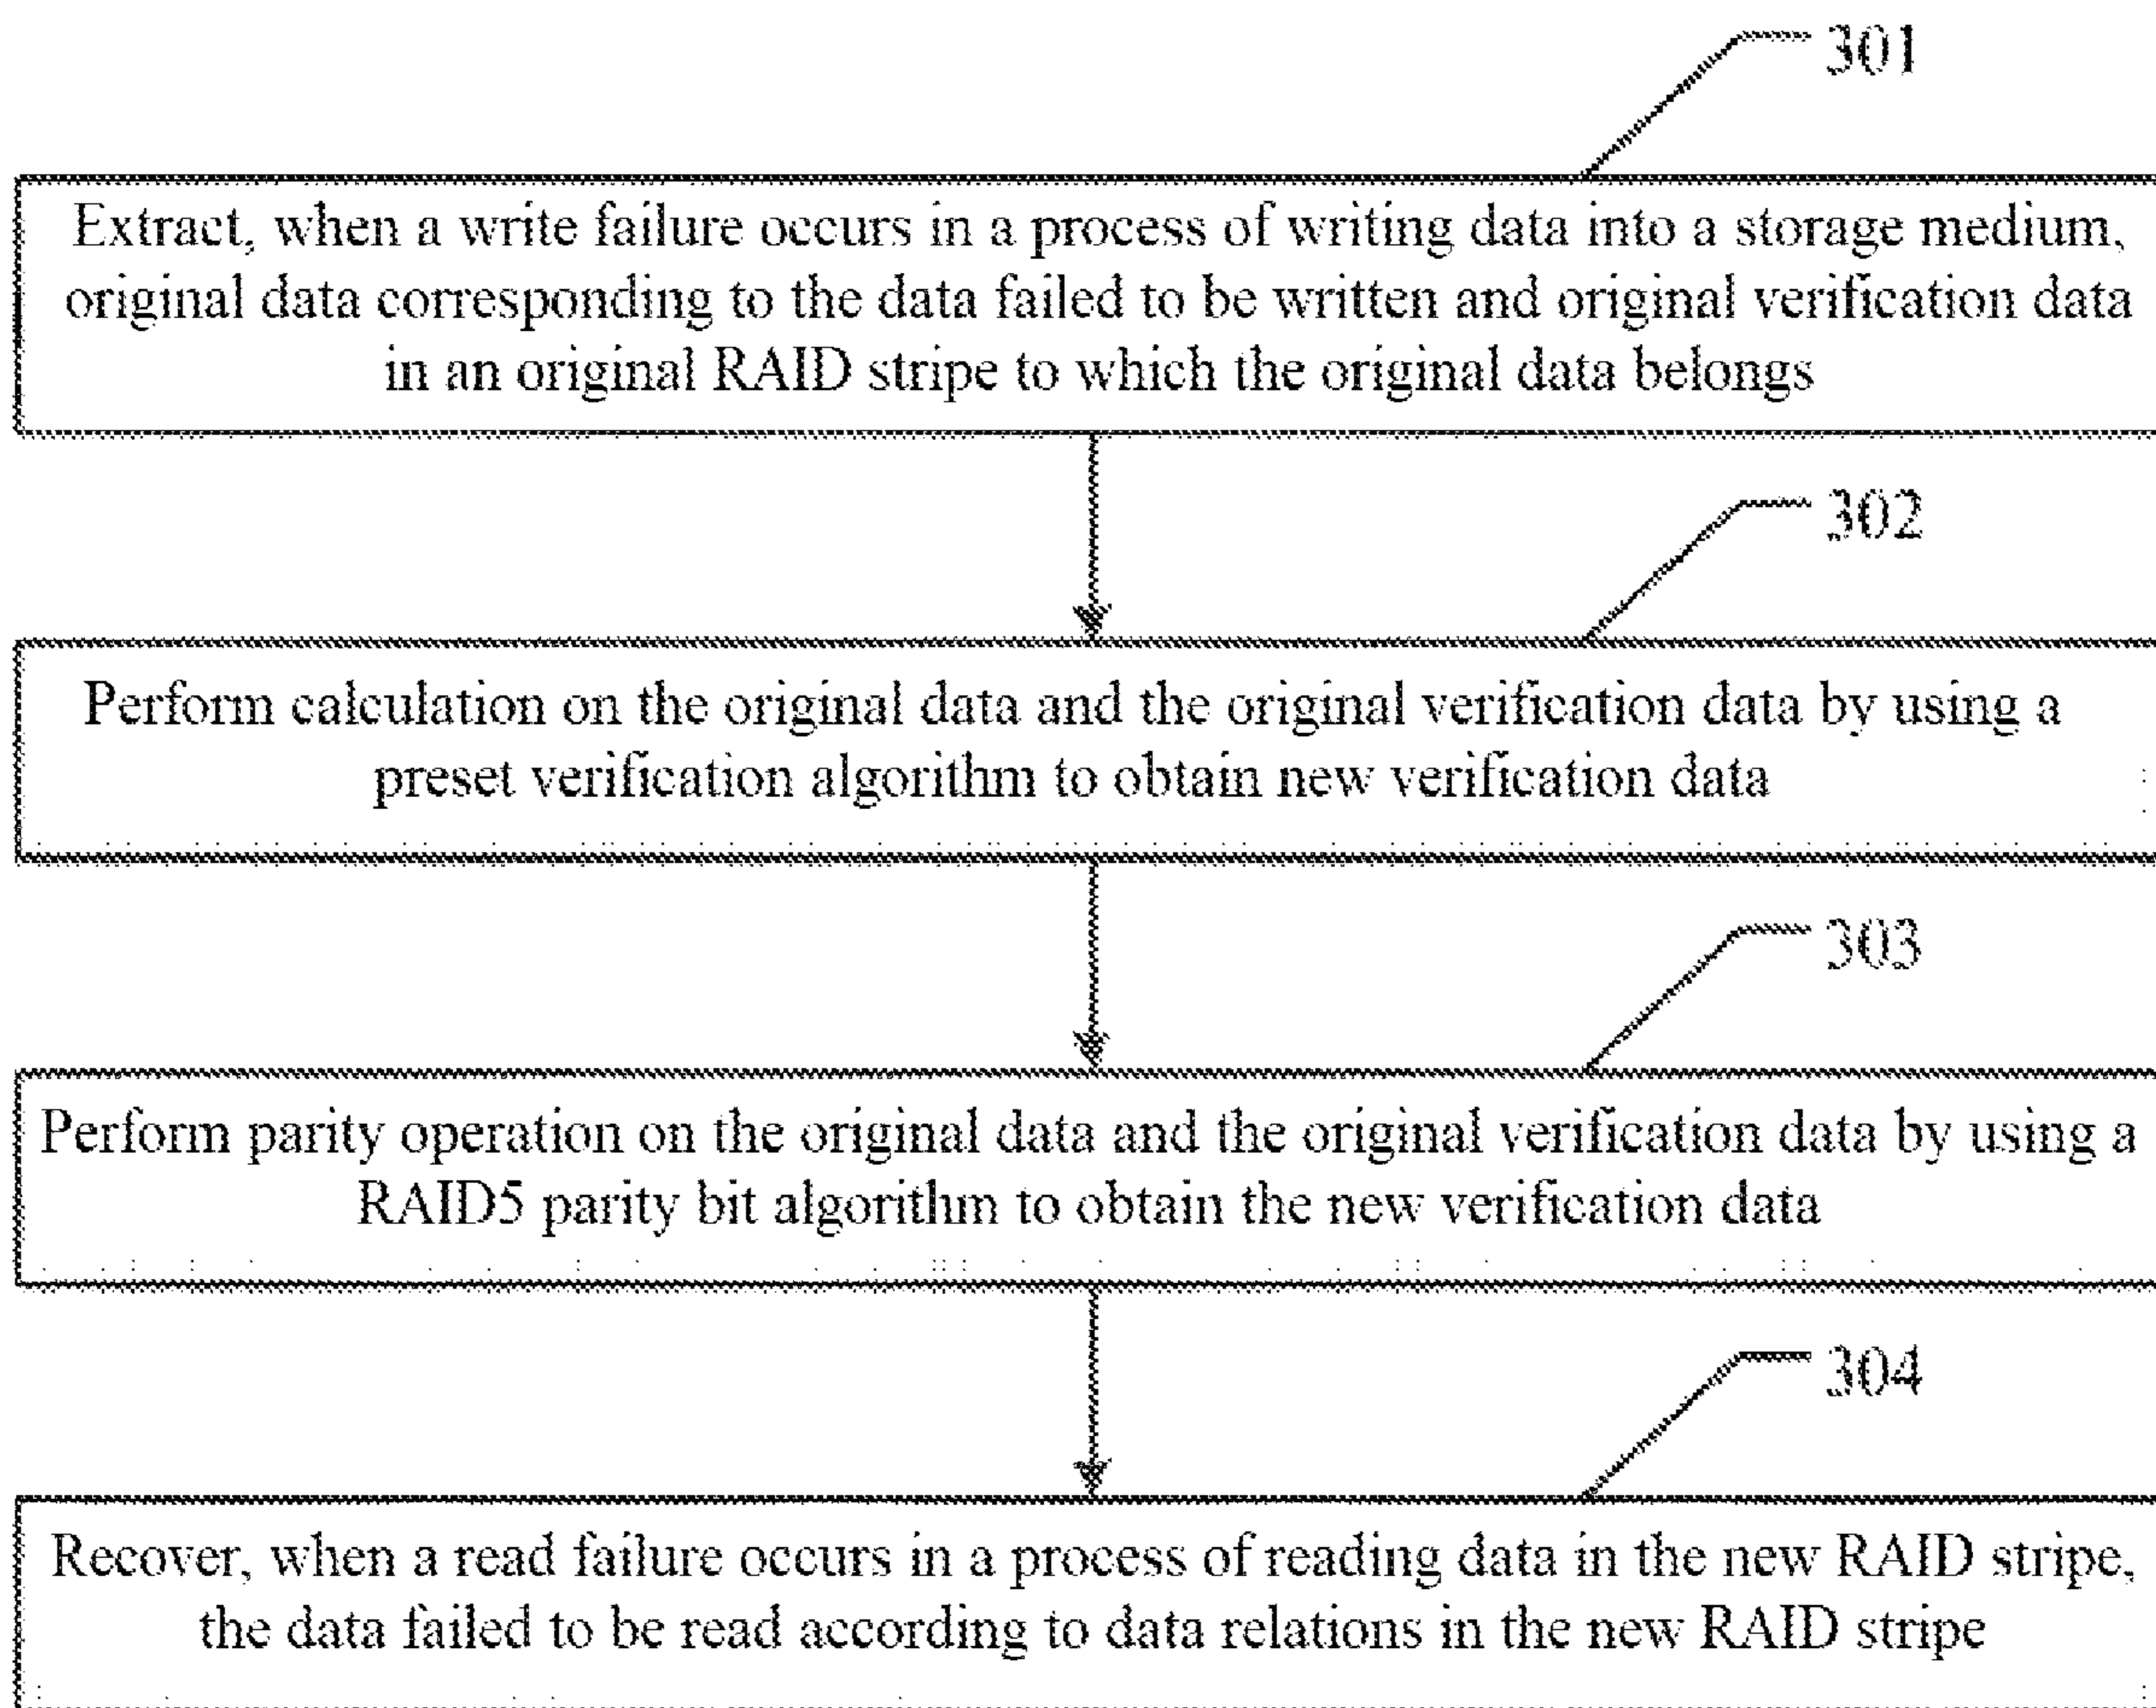 301
Extract, when a write failure occurs in a process of writing data into a storage medium,
original data corresponding to the data failed to be written and original verification data
in an original RAID stripe to which the original data belongs
302
Perform calculation on the original data and the original verification data by using a
preset verification algorithm to obtain new verification data
303
Perform parity operation on the original data and the original verification data by using a
RAID5 parity bit algorithm to obtain the new verification data
304
Recover, when a read failure occurs in a process of reading data in the new RAID stripe,
the data failed to be read according to data relations in the new RAID stripe